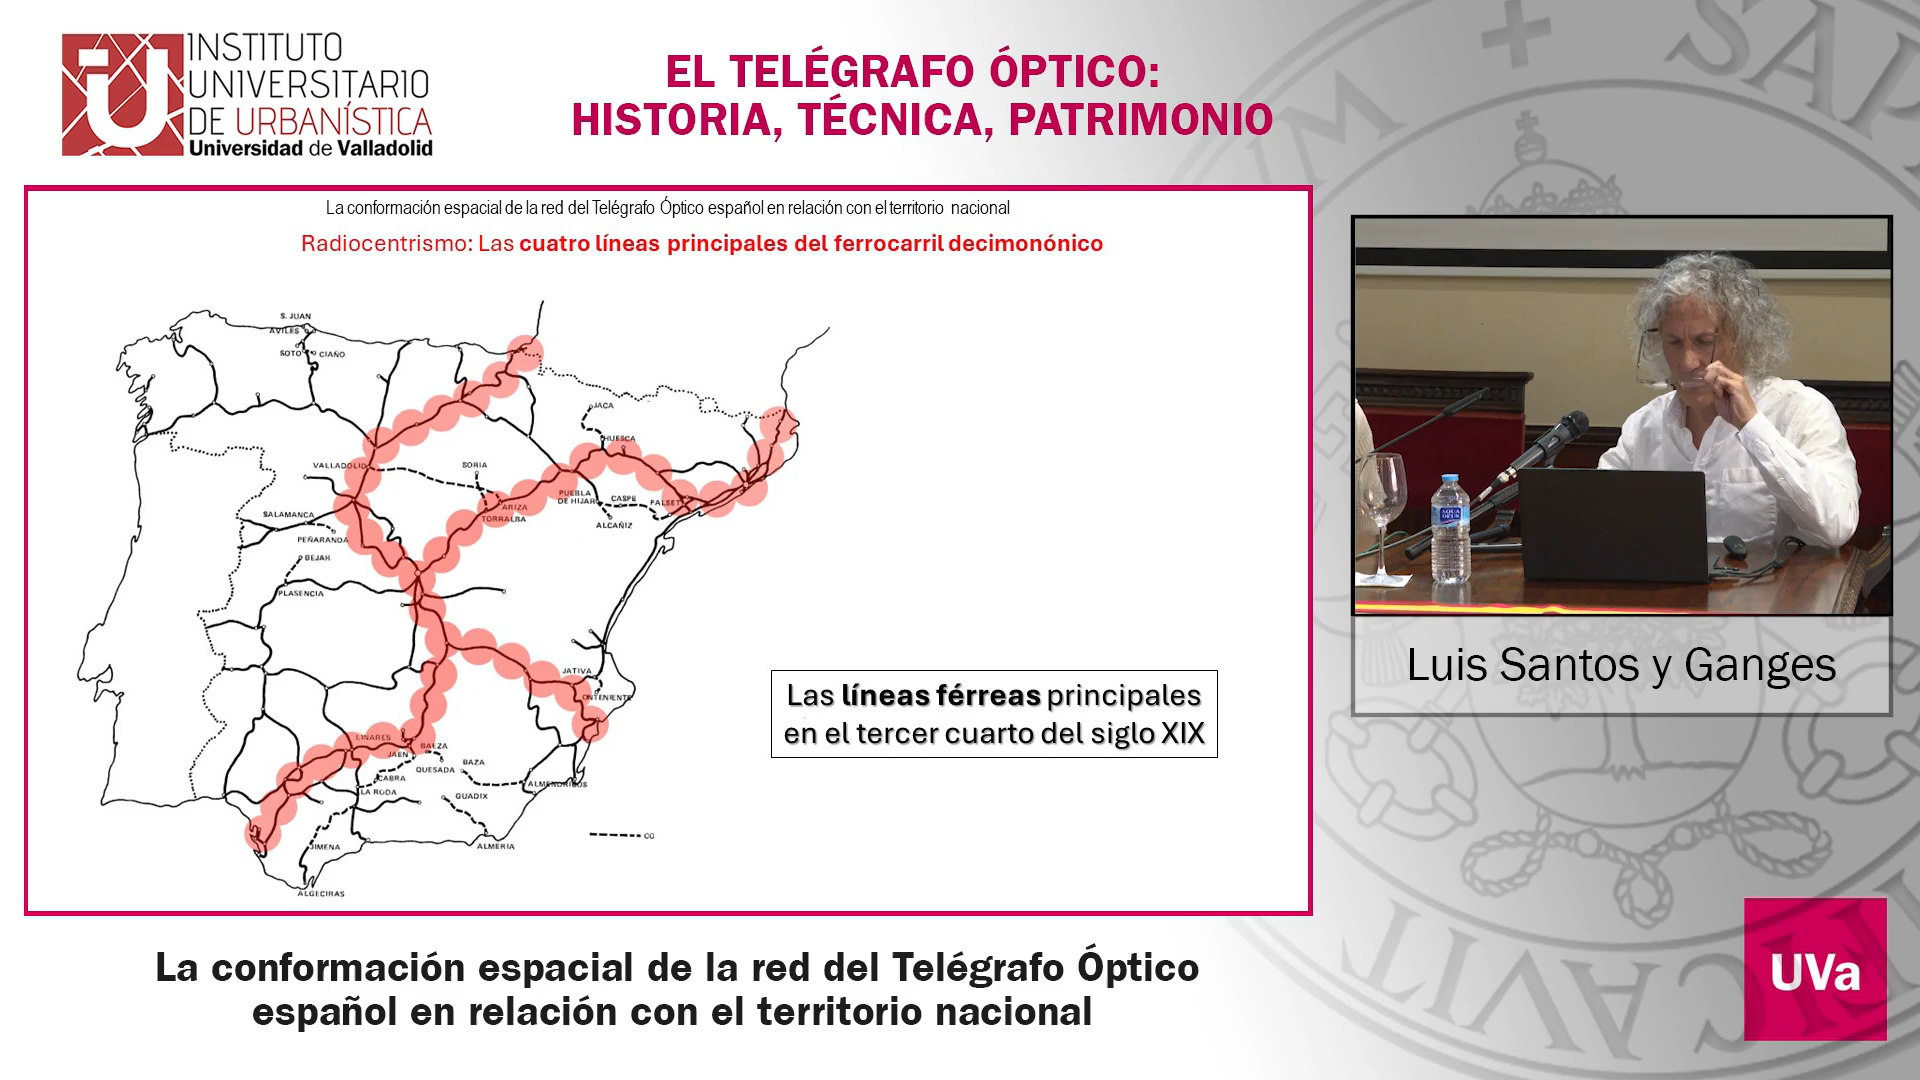 INSTITUTO
UNIVERSITARIO
DE URBANÍSTICA
Universidad de Valladolid
EL TELÉGRAFO ÓPTICO:
HISTORIA, TÉCNICA, PATRIMONIO
La conformación espacial de la red del Telégrafo Óptico español en relación con el territorio nacional
Radiocentrismo: Las cuatro líneas principales del ferrocarril decimonónico
S. JUAN
AVILES
SOTO
CIAÑO
JACA
HUESCA
VALLADOLID
SORIA
PUEBLA
DE HIJAR
CASPE
FALSET
ARIZA
TORRALBA
ALCAÑIZ
SALAMANCA
PEÑARANDA
BEJAR
PLASENCIA
JATIVA
ONTENIENTE
LINARES
BAEZA
JAEN
QUESADA
BAZA
CABRA
LA RODA
ALMENDRICOS
GUADIX
JIMENA
ALMERIA
ALGECIRAS
CO
Las líneas férreas principales
en el tercer cuarto del siglo XIX
Luis Santos y Ganges
La conformación espacial de la red del Telégrafo Óptico
español en relación con el territorio nacional
UVa